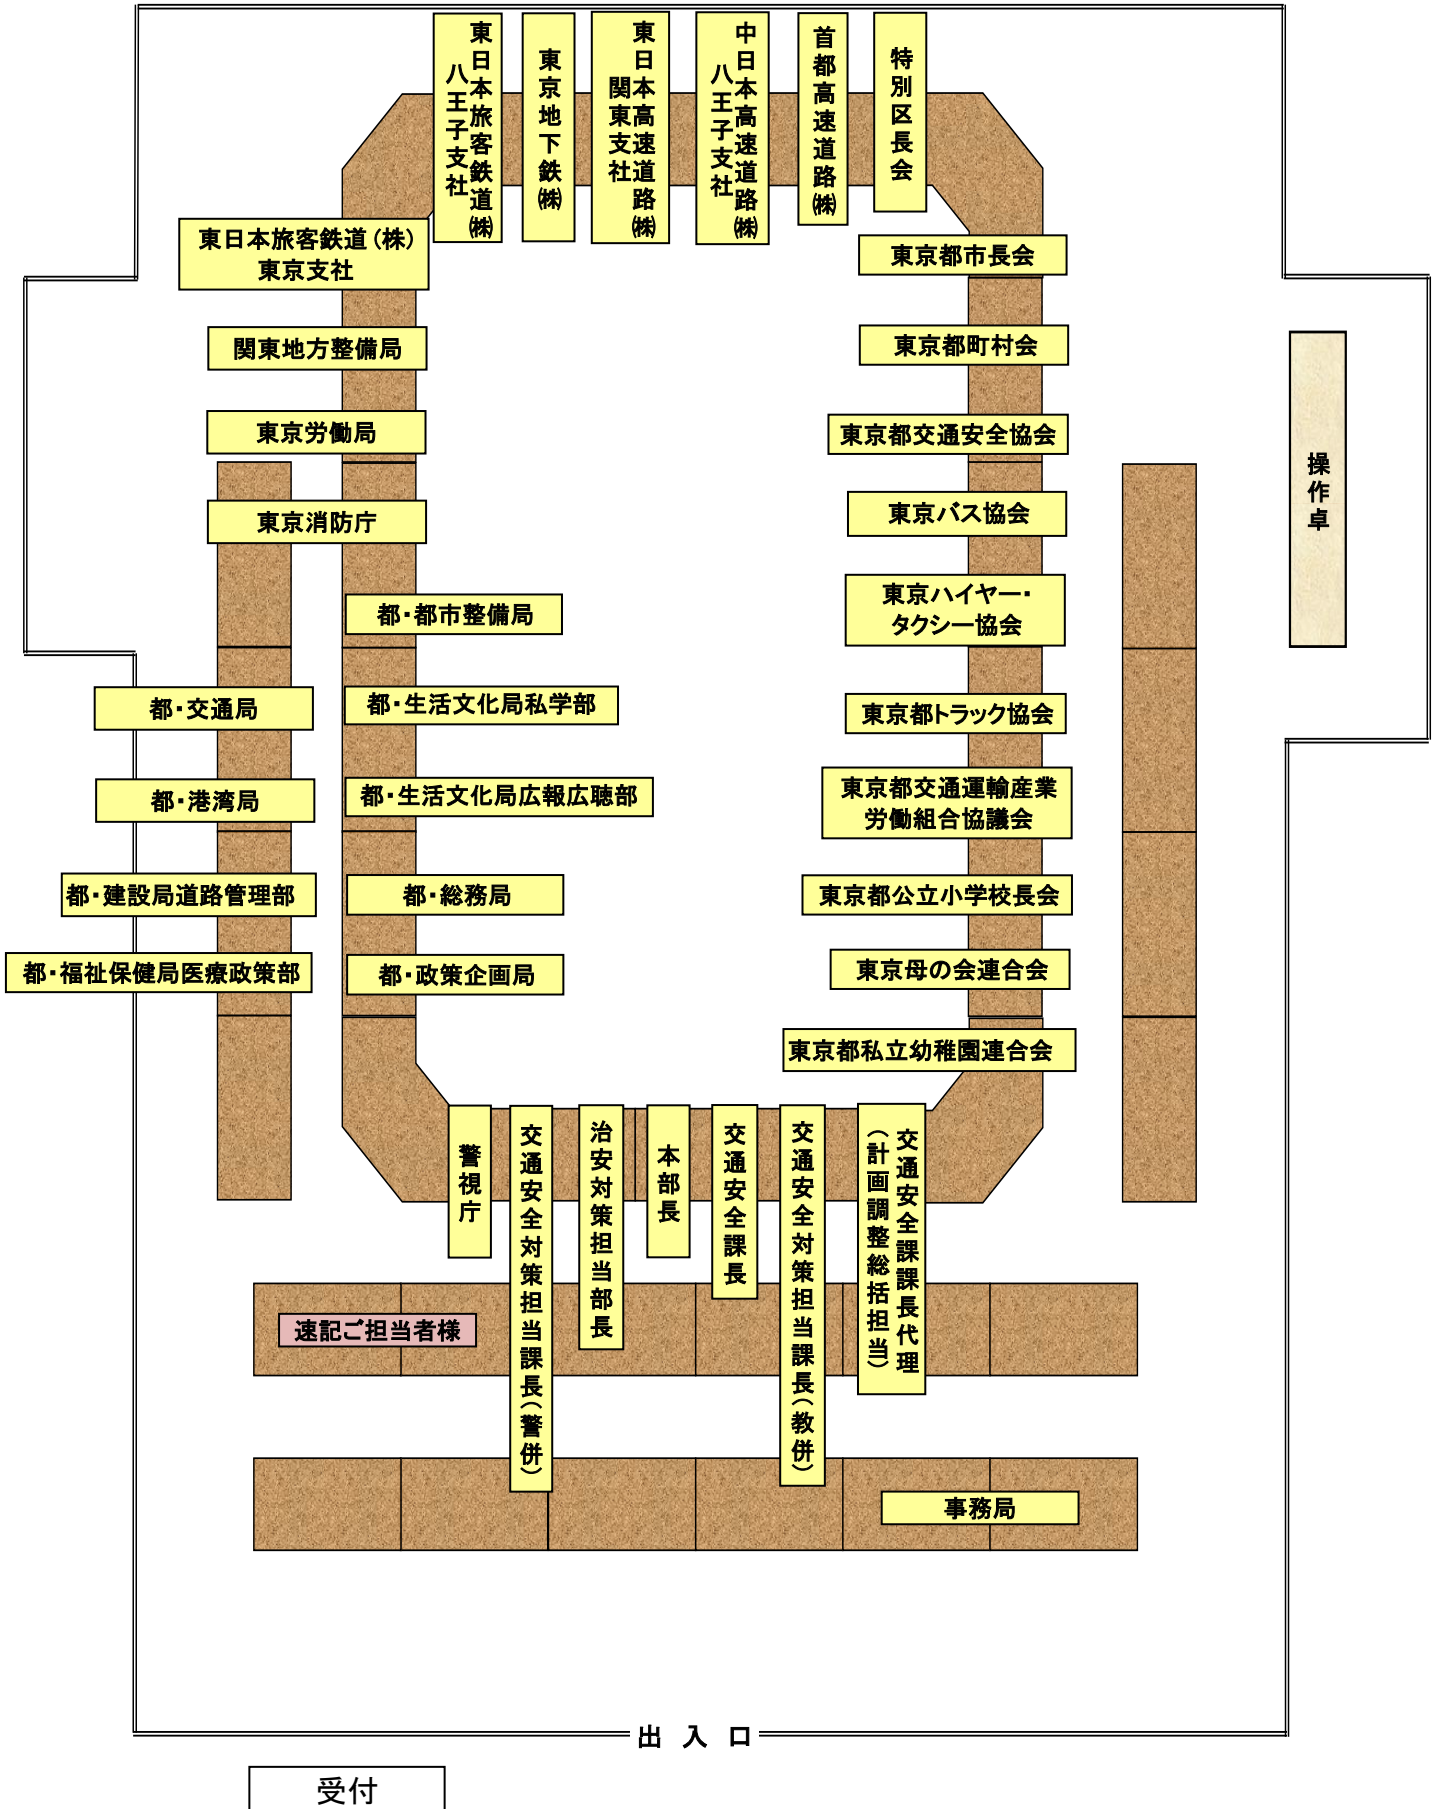 東日本旅客鉄道㈱
八王子支社
東京地下鉄㈱
東日本高速道路㈱
関東支社
中日本高速道路㈱
八王子支社
首都高速道路㈱
特別区長会
東日本旅客鉄道(株)
東京支社
関東地方整備局
東京労働局
東京消防庁
都・都市整備局
都・交通局
都・生活文化局私学部
都・港湾局
都・生活文化局広報広聴部
都・建設局道路管理部
都・総務局
都・福祉保健局医療政策部
都・政策企画局
東京都市長会
東京都町村会
東京都交通安全協会
東京バス協会
東京ハイヤー・
タクシー協会
東京都トラック協会
東京都交通運輸産業
労働組合協議会
東京都公立小学校長会
東京母の会連合会
東京都私立幼稚園連合会
操作卓
警視庁
交通安全対策担当課長(警併)
治安対策担当部長
本部長
交通安全課長
交通安全対策担当課長(教併)
交通安全課課長代理
(計画調整総括担当)
速記ご担当者様
事務局
出 入 口
受付